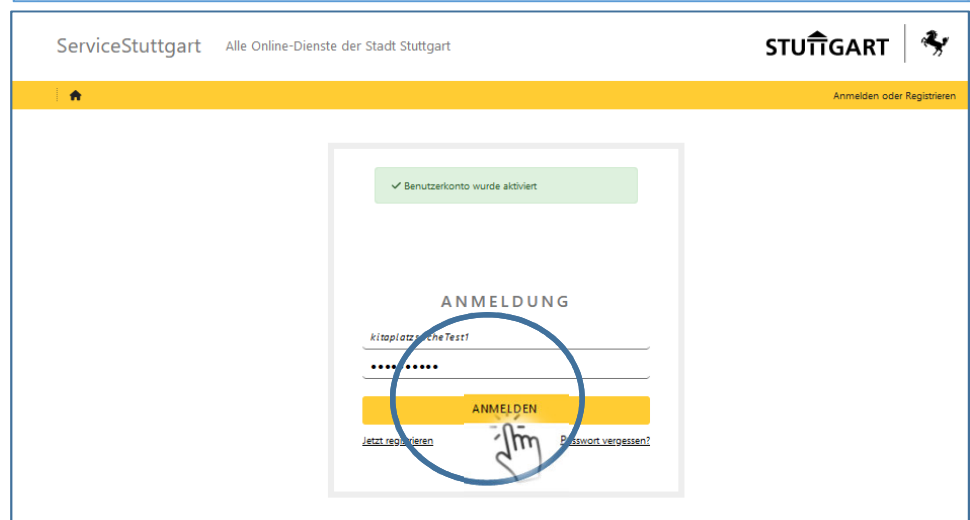 ServiceStuttgart Alle Online-Dienste der Stadt Stuttgart
STUTTGART
Anmelden oder Registrieren
Benutzerkonto wurde aktiviert
ANMELDUNG
••••••••••
ANMELDEN
Jetzt registrieren Passwort vergessen?